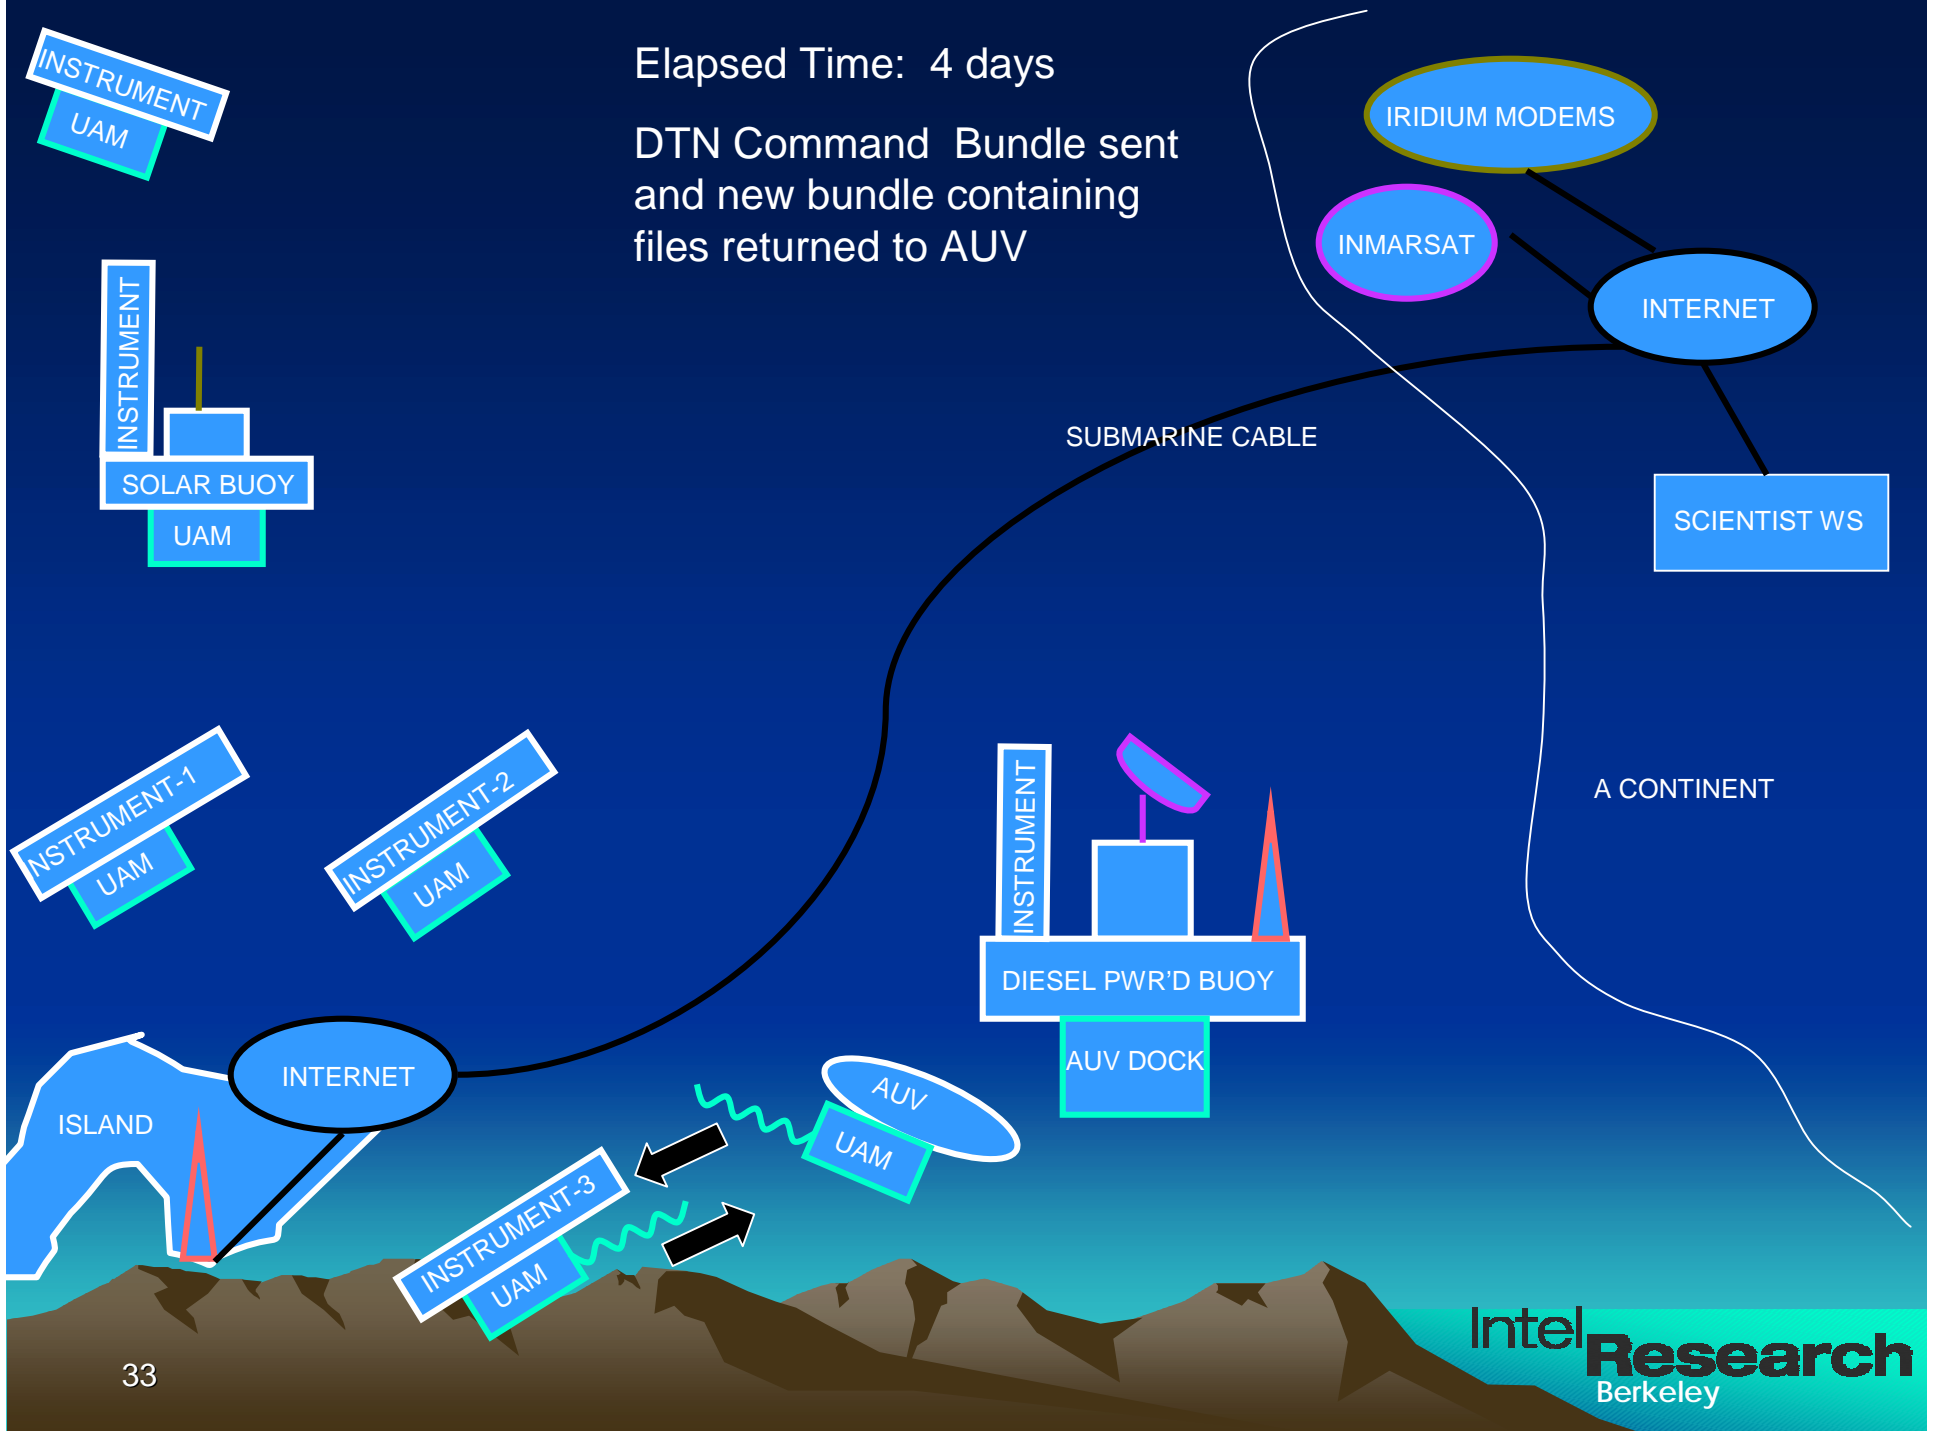 Elapsed Time: 4 days
DTN Command Bundle sent
and new bundle containing
files returned to AUV
INSTRUMENT
UAM
IRIDIUM MODEMS
INMARSAT
INTERNET
INSTRUMENT
SOLAR BUOY
UAM
SUBMARINE CABLE
SCIENTIST WS
NSTRUMENT-1
UAM
INSTRUMENT-2
UAM
INSTRUMENT
A CONTINENT
DIESEL PWR'D BUOY
AUV DOCK
INTERNET
ISLAND
AUV
UAM
INSTRUMENT-3
UAM
33
Intel Research
Berkeley